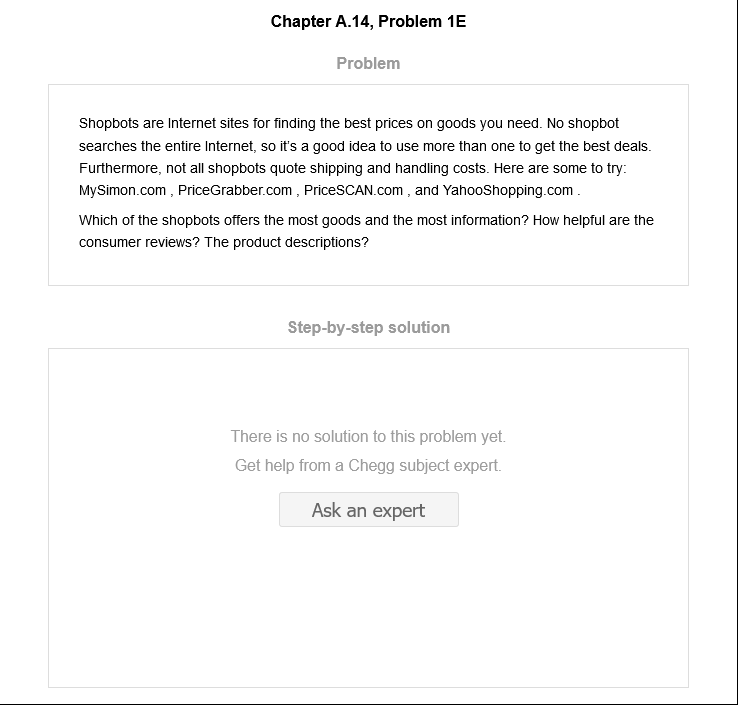 Chapter A.14, Problem 1E
Problem
Shopbots are Internet sites for finding the best prices on goods you need. No shopbot
searches the entire Internet, so it's a good idea to use more than one to get the best deals.
Furthermore, not all shopbots quote shipping and handling costs. Here are some to try:
MySimon.com , PriceGrabber.com , PriceSCAN.com , and YahooShopping.com .
Which of the shopbots offers the most goods and the most information? How helpful are the
consumer reviews? The product descriptions?
Step-by-step solution
There is no solution to this problem yet.
Get help from a Chegg subject expert.
Ask an expert